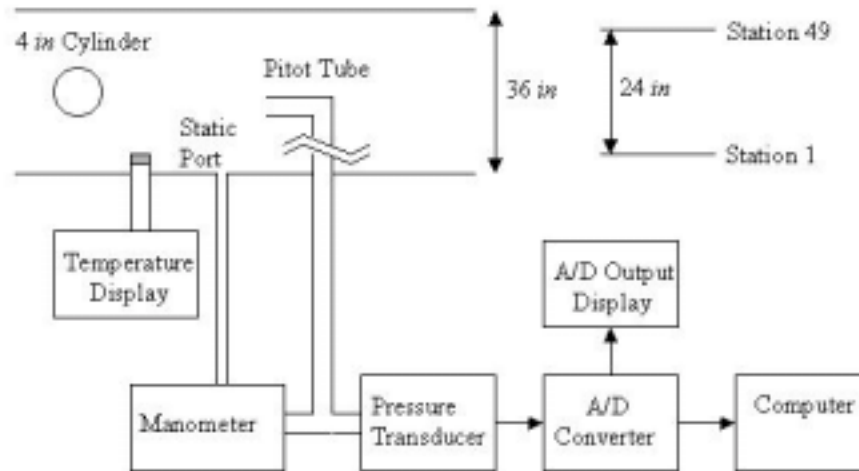 4 in Cylinder
Pitot Tube
Static
Port
36 in
24 in
Station 49
Station 1
Temperature
Display
A/D Output
Display
Manometer
Pressure
Transducer
A/D
Converter
Computer